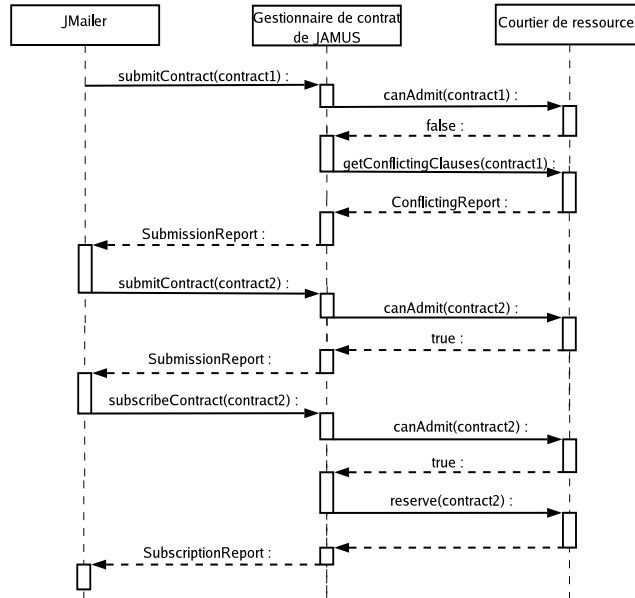 JMailer
Gestionnaire de contrat
de JAMUS
Courtier de ressource
submitContract(contract1) :
canAdmit(contract1) :
false :
getConflictingClauses(contract1) :
ConflictingReport :
SubmissionReport :
submitContract(contract2) :
canAdmit(contract2) :
true :
SubmissionReport :
subscribeContract(contract2) :
canAdmit(contract2) :
true :
reserve(contract2) :
SubscriptionReport :